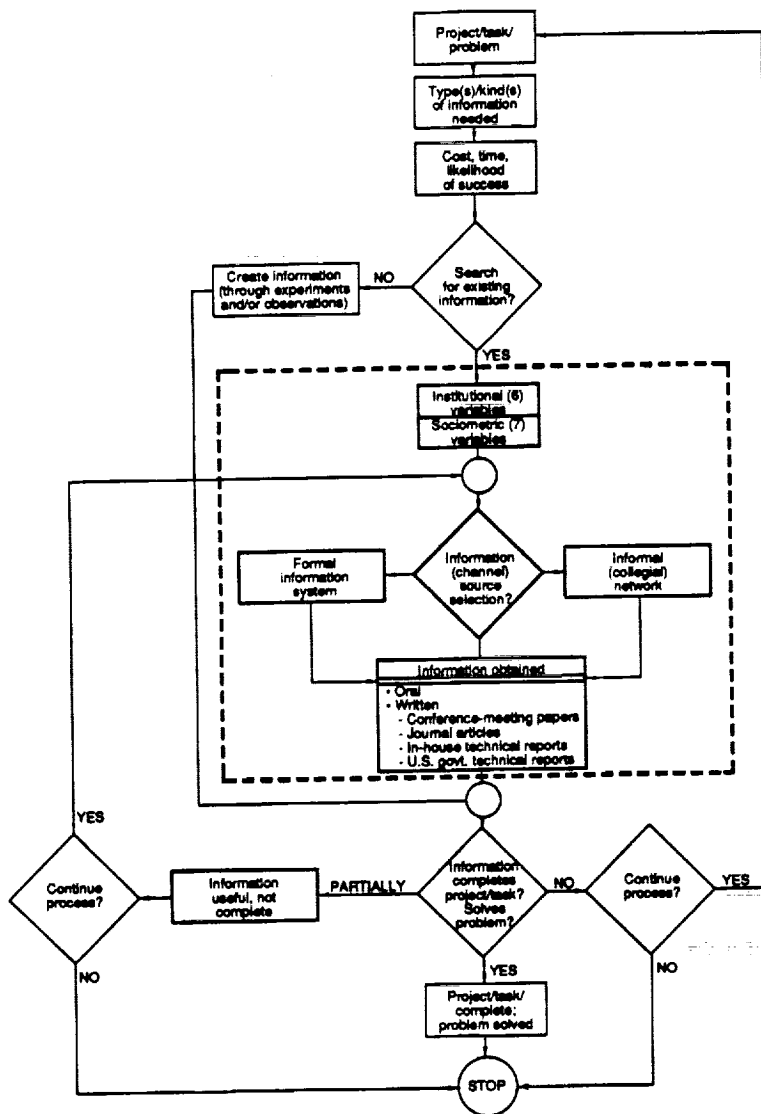 Project/task/
problem
Type(s)/kind(s)
of information
needed
Cost, time,
likelihood
of success
Search
for existing
information?
NO
Create information
(through experiments
and/or observations)
YES
Institutional (6)
variables
Sociometric (7)
variables
Formal
information
system
Information
(channel)
source
selection?
Informal
(collegial)
network
Information obtained
• Oral
• Written
- Conference-meeting papers
- Journal articles
- In-house technical reports
- U.S. govt. technical reports
YES
Continue
process?
Information
useful, not
complete
PARTIALLY
Information
completes
project/task?
Solves
problem?
NO
Continue
process?
YES
NO
YES
NO
Project/task/
complete;
problem solved
STOP